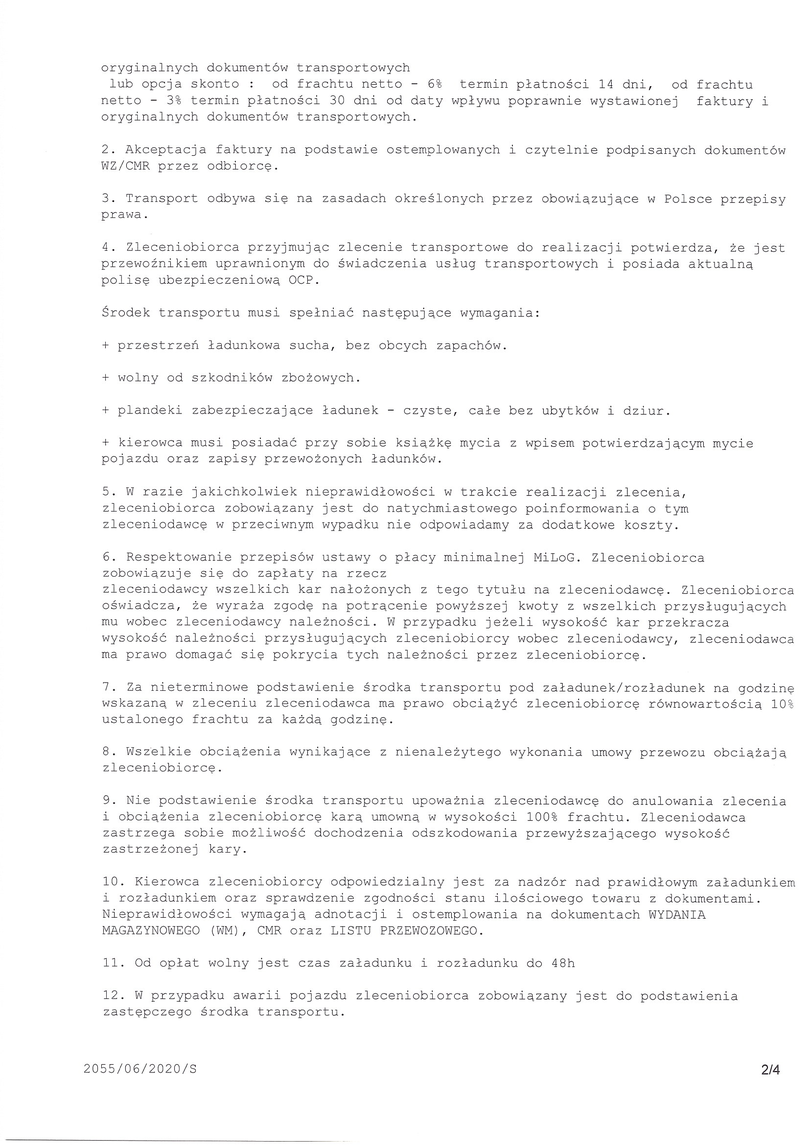 oryginalnych dokumentów transportowych
lub opcja skonto : od frachtu netto - 6% termin płatności 14 dni, od frachtu
netto - 3% termin płatności 30 dni od daty wpływu poprawnie wystawionej faktury i
oryginalnych dokumentów transportowych.
2. Akceptacja faktury na podstawie ostemplowanych i czytelnie podpisanych dokumentów
WZ/CMR przez odbiorcę.
3. Transport odbywa się na zasadach określonych przez obowiązujące w Polsce przepisy
prawa.
4. Zleceniobiorca przyjmując zlecenie transportowe do realizacji potwierdza, że jest
przewoźnikiem uprawnionym do świadczenia usług transportowych i posiada aktualną
polisę ubezpieczeniową OCP.
Środek transportu musi spełniać następujące wymagania:
+ przestrzeń ładunkowa sucha, bez obcych zapachów.
+ wolny od szkodników zbożowych.
+ plandeki zabezpieczające ładunek - czyste, całe bez ubytków i dziur.
+ kierowca musi posiadać przy sobie książkę mycia z wpisem potwierdzającym mycie
pojazdu oraz zapisy przewożonych ładunków.
5. W razie jakichkolwiek nieprawidłowości w trakcie realizacji zlecenia,
zleceniobiorca zobowiązany jest do natychmiastowego poinformowania o tym
zleceniodawcę w przeciwnym wypadku nie odpowiadamy za dodatkowe koszty.
6. Respektowanie przepisów ustawy o płacy minimalnej MiLoG. Zleceniobiorca
zobowiązuje się do zapłaty na rzecz
zleceniodawcy wszelkich kar nałożonych z tego tytułu na zleceniodawcę. Zleceniobiorca
oświadcza, że wyraża zgodę na potrącenie powyższej kwoty z wszelkich przysługujących
mu wobec zleceniodawcy należności. W przypadku jeżeli wysokość kar przekracza
wysokość należności przysługujących zleceniobiorcy wobec zleceniodawcy, zleceniodawca
ma prawo domagać się pokrycia tych należności przez zleceniobiorcę.
7. Za nieterminowe podstawienie środka transportu pod załadunek/rozładunek na godzinę
wskazaną w zleceniu zleceniodawca ma prawo obciążyć zleceniobiorcę równowartością 10%
ustalonego frachtu za każdą godzinę.
8. Wszelkie obciążenia wynikające z nienależytego wykonania umowy przewozu obciążają
zleceniobiorcę.
9. Nie podstawienie środka transportu upoważnia zleceniodawcę do anulowania zlecenia
i obciążenia zleceniobiorcę karą umowną w wysokości 100% frachtu. Zleceniodawca
zastrzega sobie możliwość dochodzenia odszkodowania przewyższającego wysokość
zastrzeżonej kary.
10. Kierowca zleceniobiorcy odpowiedzialny jest za nadzór nad prawidłowym załadunkiem
i rozładunkiem oraz sprawdzenie zgodności stanu ilościowego towaru z dokumentami.
Nieprawidłowości wymagają adnotacji i ostemplowania na dokumentach WYDANIA
MAGAZYNOWEGO (WM), CMR oraz LISTU PRZEWOZOWEGO.
11. Od opłat wolny jest czas załadunku i rozładunku do 48h
12. W przypadku awarii pojazdu zleceniobiorca zobowiązany jest do podstawienia
zastępczego środka transportu.
2055/06/2020/S
2/4